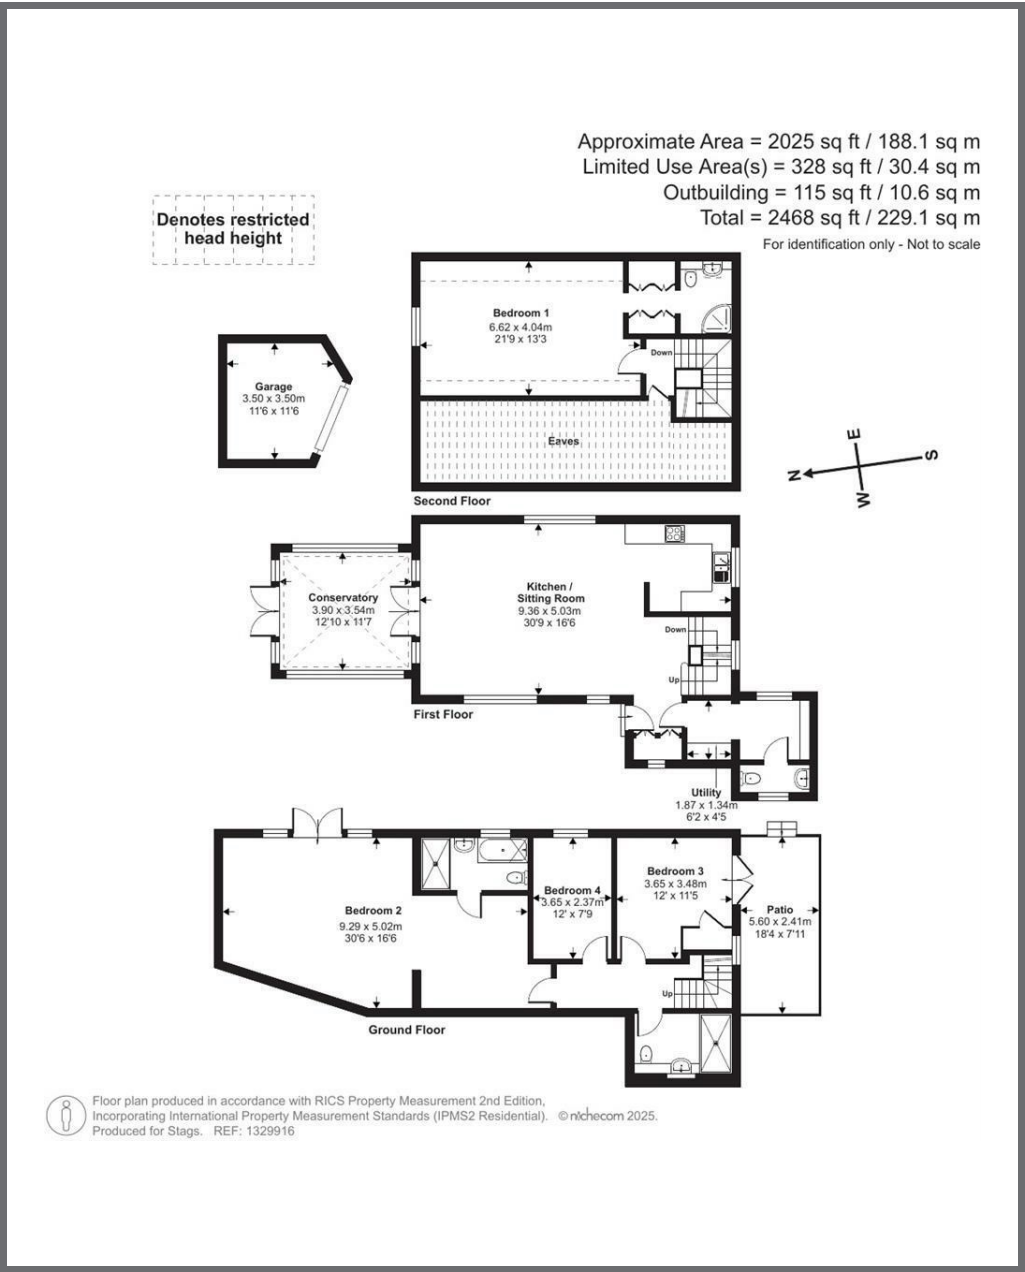 Approximate Area = 2025 sq ft / 188.1 sq m
Limited Use Area(s) = 328 sq ft / 30.4 sq m
Outbuilding = 115 sq ft / 10.6 sq m
Total = 2468 sq ft / 229.1 sq m
For identification only - Not to scale
Denotes restricted
head height
Bedroom 1
6.62 x 4.04m
21'9 x 13'3
Down
Eaves
Second Floor
Garage
3.50 x 3.50m
11'6 x 11'6
E
S
N
W
Conservatory
3.90 x 3.54m
12'10 x 11'7
Kitchen /
Sitting Room
9.36 x 5.03m
30'9 x 16'6
Down
Up
First Floor
Utility
1.87 x 1.34m
6'2 x 4'5
Bedroom 2
9.29 x 5.02m
30'6 x 16'6
Bedroom 4
3.65 x 2.37m
12' x 7'9
Bedroom 3
3.65 x 3.48m
12' x 11'5
Patio
5.60 x 2.41m
18'4 x 7'11
Up
Ground Floor
Floor plan produced in accordance with RICS Property Measurement 2nd Edition,
Incorporating International Property Measurement Standards (IPMS2 Residential). © nichecom 2025.
Produced for Stags. REF: 1329916